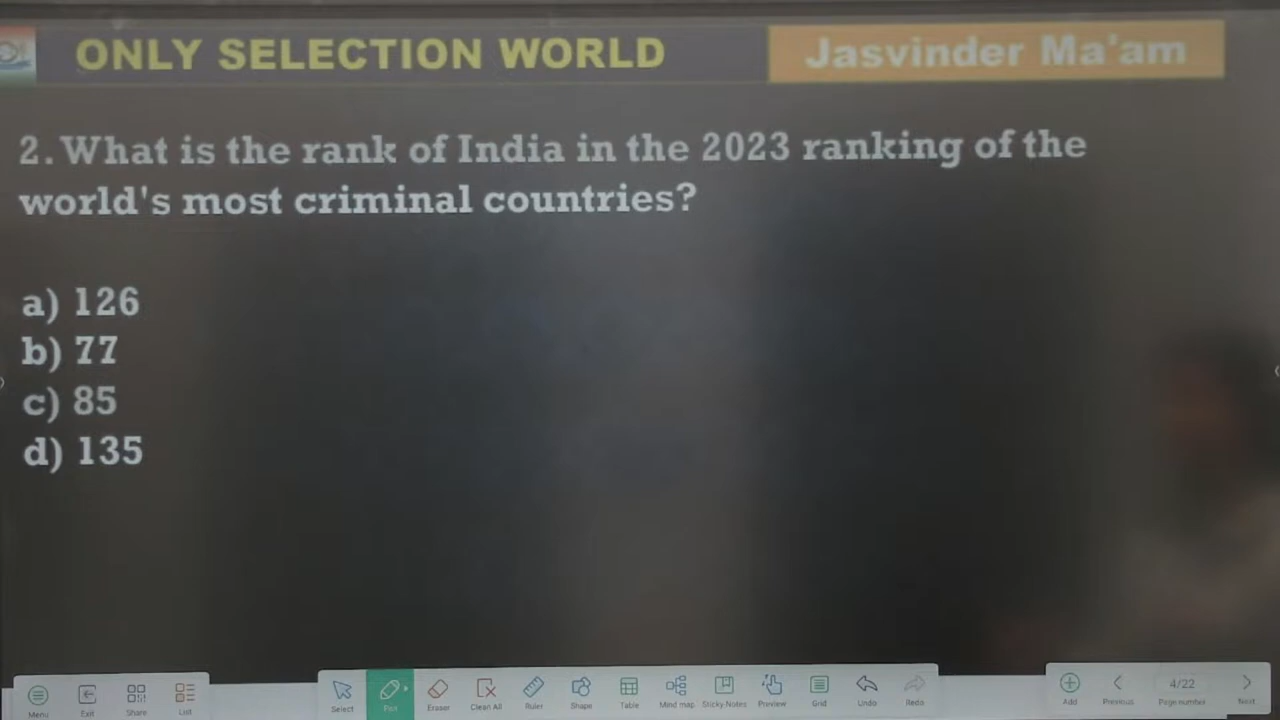 ONLY SELECTION WORLD
Jasvinder Ma'am
2. What is the rank of India in the 2023 ranking of the
world's most criminal countries?
a) 126
b) 77
c) 85
d) 135
Menu Exit Share List
Select Pen Eraser Clean All Ruler Shape Table Mind map Sticky-Notes Preview Grid Undo Redo
Add Previous 4/22 Page number Next